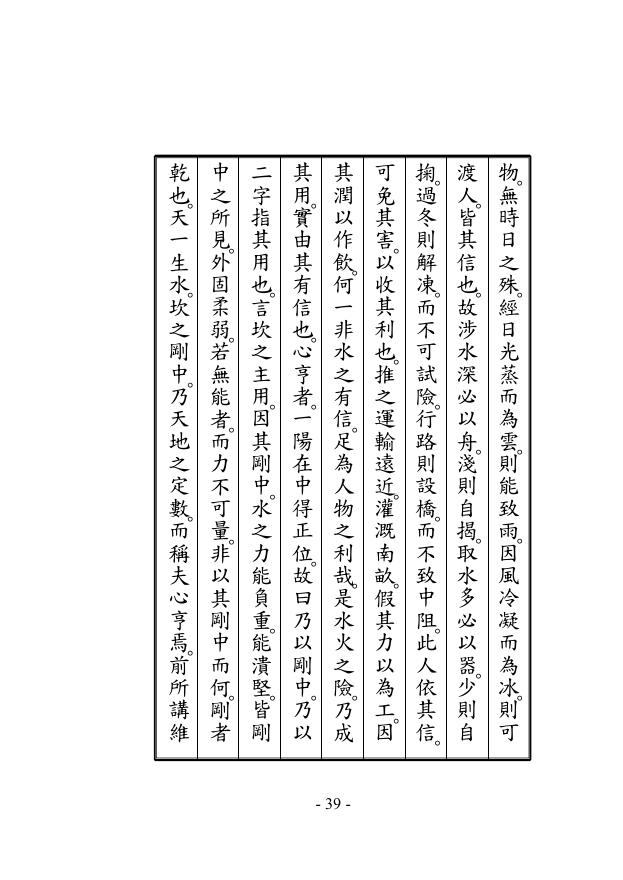 物。無時日之殊。經日光蒸而為雲。則能致雨。因風冷凝而為冰。則可
渡人。皆其信也。故涉水深必以舟。淺則自揭。取水多必以器。少則自
掬。過冬則解凍。而不可試險。行路則設橋。而不致中阻。此人依其信。
可免其害。以收其利也。推之運輸遠近。灌溉南畝。假其力以為工。因
其潤以作飲。何一非水之有信。足為人物之利哉。是水火之險。乃成
其用。實由其有信也。心亨者。一陽在中得正位。故曰乃以剛中。乃以
二字指其用也。言坎之主用。因其剛中。水之力能負重。能潰堅。皆剛
中之所見。外固柔弱。若無能者。而力不可量。非以其剛中而何。剛者
乾也。天一生水。坎之剛中。乃天地之定數。而稱夫心亨焉。前所講維
- 39 -